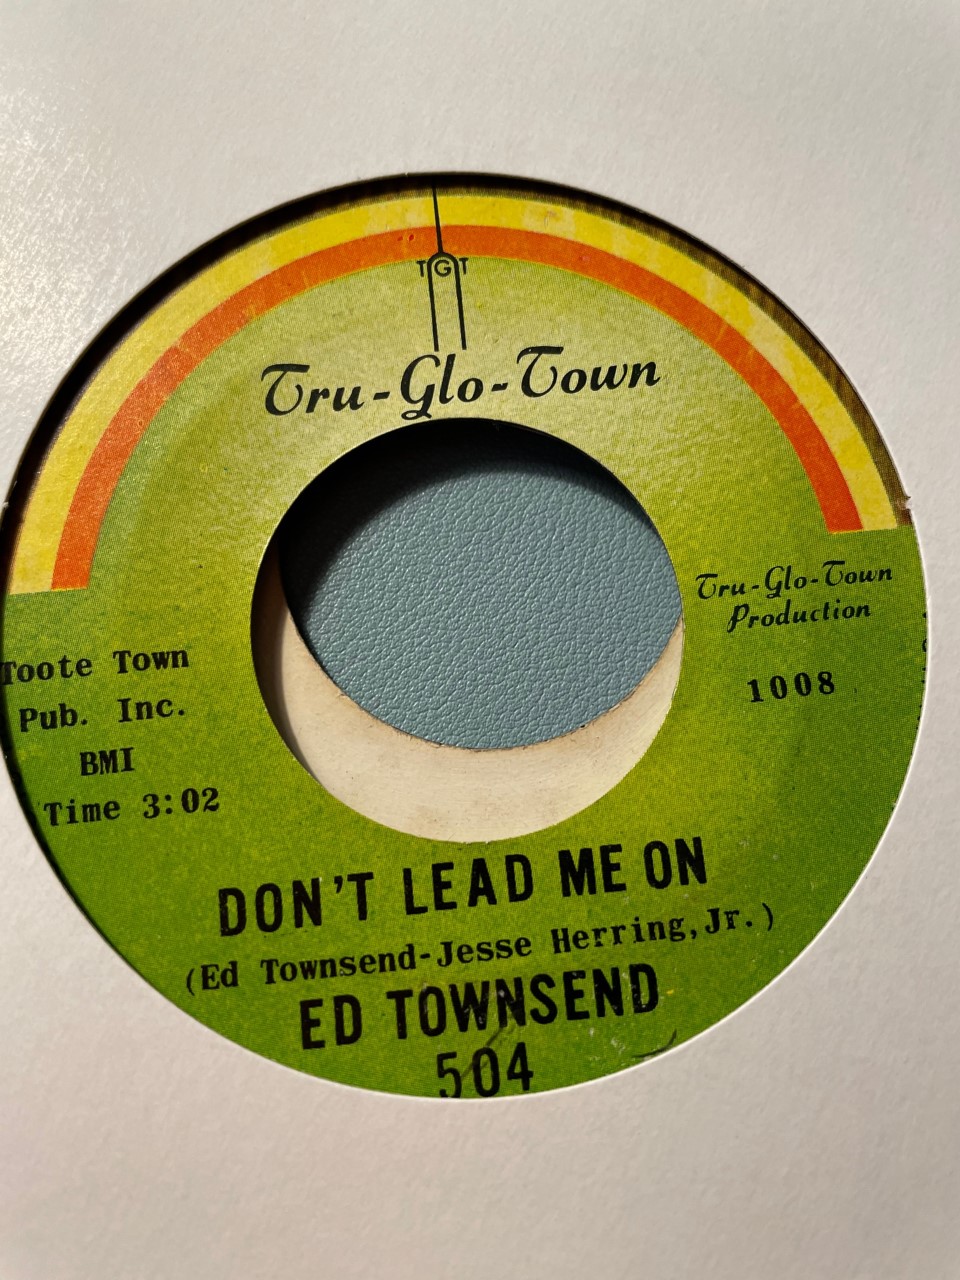 TGT
Tru-Glo-Town
Tru-Glo-Town
Production
1008
Toote Town
Pub. Inc.
BMI
Time 3:02
DON'T LEAD ME ON
(Ed Townsend-Jesse Herring,Jr.)
ED TOWNSEND
504